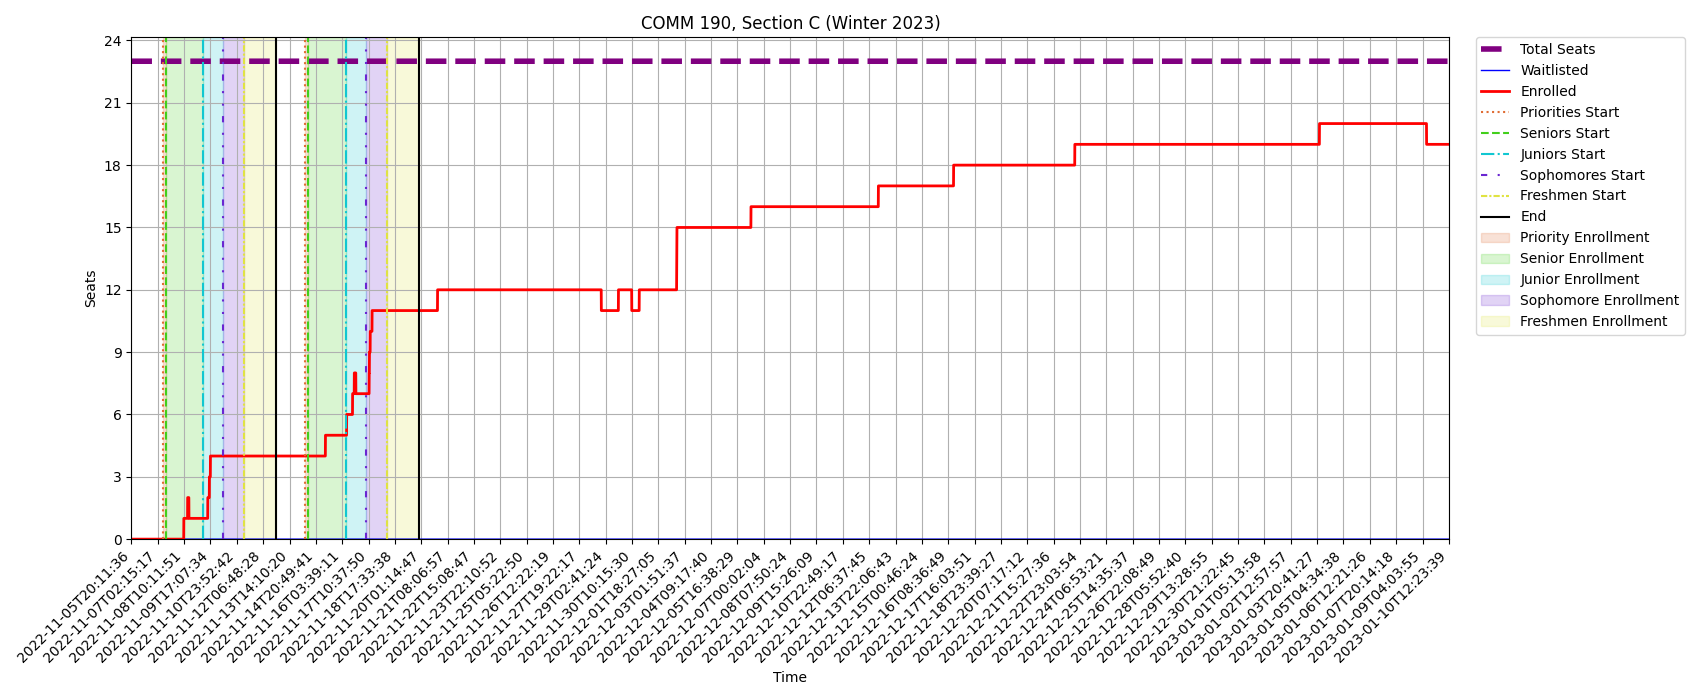 COMM 190, Section C (Winter 2023)
Seats
24
21
18
15
12
9
6
3
0
2022-11-05T20:11:36
2022-11-07T02:15:17
2022-11-08T10:11:51
2022-11-09T17:07:34
2022-11-10T23:52:42
2022-11-12T06:48:28
2022-11-13T14:10:20
2022-11-14T20:49:41
2022-11-16T03:39:11
2022-11-17T10:37:50
2022-11-18T17:33:38
2022-11-20T01:14:47
2022-11-21T08:06:57
2022-11-22T15:08:47
2022-11-23T22:10:52
2022-11-25T05:22:50
2022-11-26T12:22:19
2022-11-27T19:22:17
2022-11-29T02:41:24
2022-11-30T10:15:30
2022-12-01T18:27:05
2022-12-03T01:51:37
2022-12-04T09:17:40
2022-12-05T16:38:29
2022-12-07T00:02:04
2022-12-08T07:50:24
2022-12-09T15:26:09
2022-12-10T22:49:17
2022-12-12T06:37:45
2022-12-13T22:06:43
2022-12-15T00:46:24
2022-12-16T08:36:49
2022-12-17T16:03:51
2022-12-18T23:39:27
2022-12-20T07:17:12
2022-12-21T15:27:36
2022-12-22T23:03:54
2022-12-24T06:53:21
2022-12-25T14:35:37
2022-12-26T22:08:49
2022-12-28T05:52:40
2022-12-29T13:28:55
2022-12-30T21:22:45
2023-01-01T05:13:58
2023-01-02T12:57:57
2023-01-03T20:41:27
2023-01-05T04:34:38
2023-01-06T12:21:26
2023-01-07T20:14:18
2023-01-09T04:03:55
2023-01-10T12:23:39
Time
Total Seats
Waitlisted
Enrolled
Priorities Start
Seniors Start
Juniors Start
Sophomores Start
Freshmen Start
End
Priority Enrollment
Senior Enrollment
Junior Enrollment
Sophomore Enrollment
Freshmen Enrollment